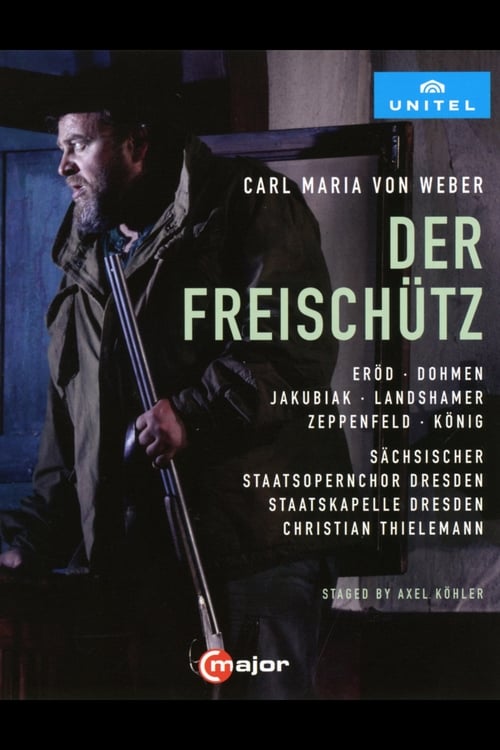 UNITEL
CARL MARIA VON WEBER
DER
FREISCHÜTZ
ERÖD · DOHMEN
JAKUBIAK · LANDSHAMER
ZEPPENFELD · KÖNIG
SÄCHSISCHER
STAATSOPERNCHOR DRESDEN
STAATSKAPELLE DRESDEN
CHRISTIAN THIELEMANN
STAGED BY AXEL KÖHLER
C major